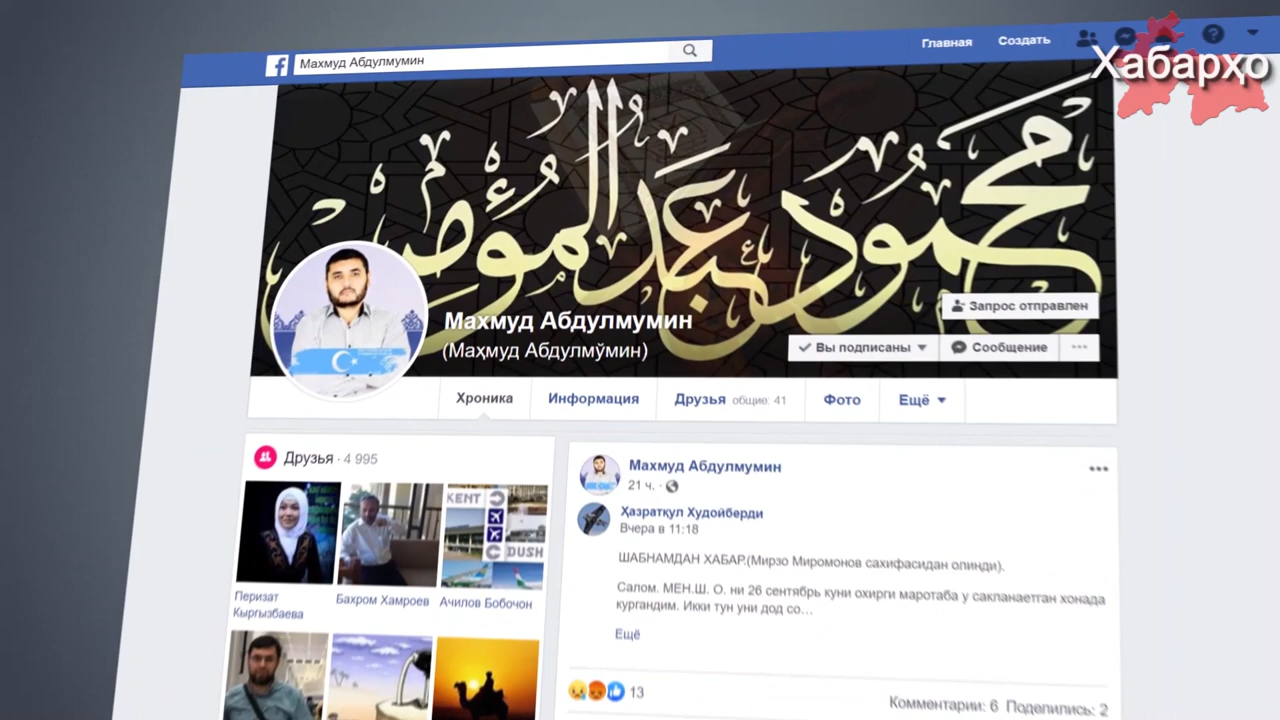 Махмуд Абдулмумин
Главная
Создать
Хабарҳо
محمود عبد المؤمن
Запрос отправлен
Махмуд Абдулмумин
(Маҳмуд Абдулмӯмин)
Вы подписаны
Сообщение
Хроника
Информация
Друзья общие: 41
Фото
Ещё
Друзья · 4 995
KENT
DUSH
Перизат
Кыргызбаева
Бахром Хамроев
Ачилов Бобочон
Махмуд Абдулмумин
21 ч. ·
Ҳазратқул Худойберди
Вчера в 11:18
ШАБНАМДАН ХАБАР.(Мирзо Миромонов сахифасидан олинди).
Салом. МЕН.Ш. О. ни 26 сентябрь куни охирги маротаба у сакланаетган хонада
кургандим. Икки тун уни дод со…
Ещё
13
Комментарии: 6 Поделились: 2